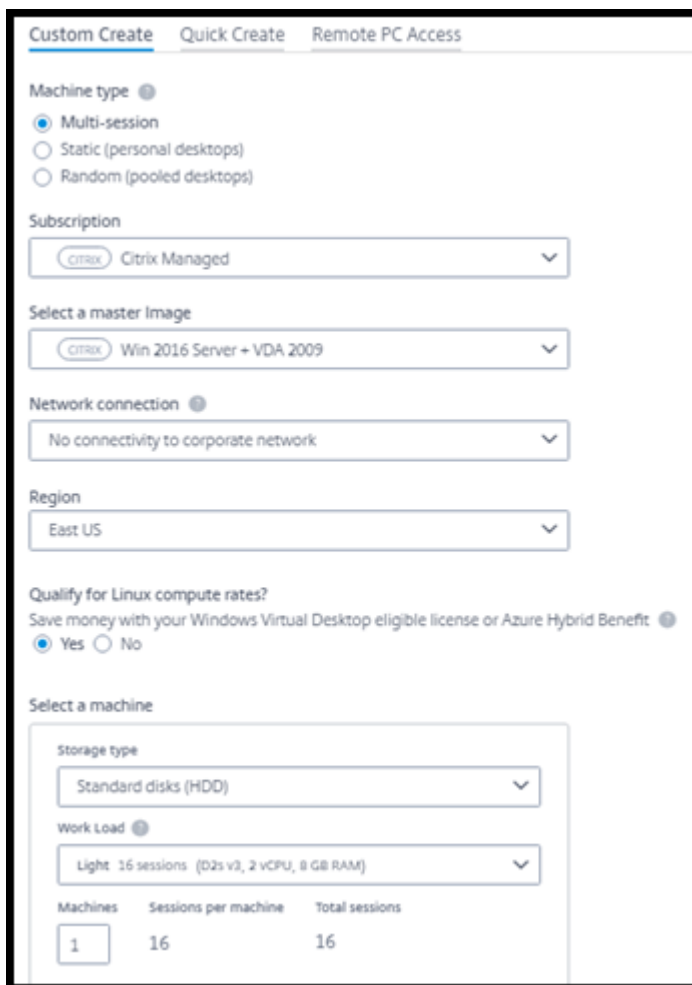 Custom Create Quick Create Remote PC Access
Machine type ?
Multi-session
Static (personal desktops)
Random (pooled desktops)
Subscription
CITRIX Citrix Managed
Select a master Image
CITRIX Win 2016 Server + VDA 2009
Network connection ?
No connectivity to corporate network
Region
East US
Qualify for Linux compute rates?
Save money with your Windows Virtual Desktop eligible license or Azure Hybrid Benefit ?
Yes No
Select a machine
Storage type
Standard disks (HDD)
Work Load ?
Light 16 sessions (D2s v3, 2 vCPU, 8 GB RAM)
Machines Sessions per machine Total sessions
1 16 16